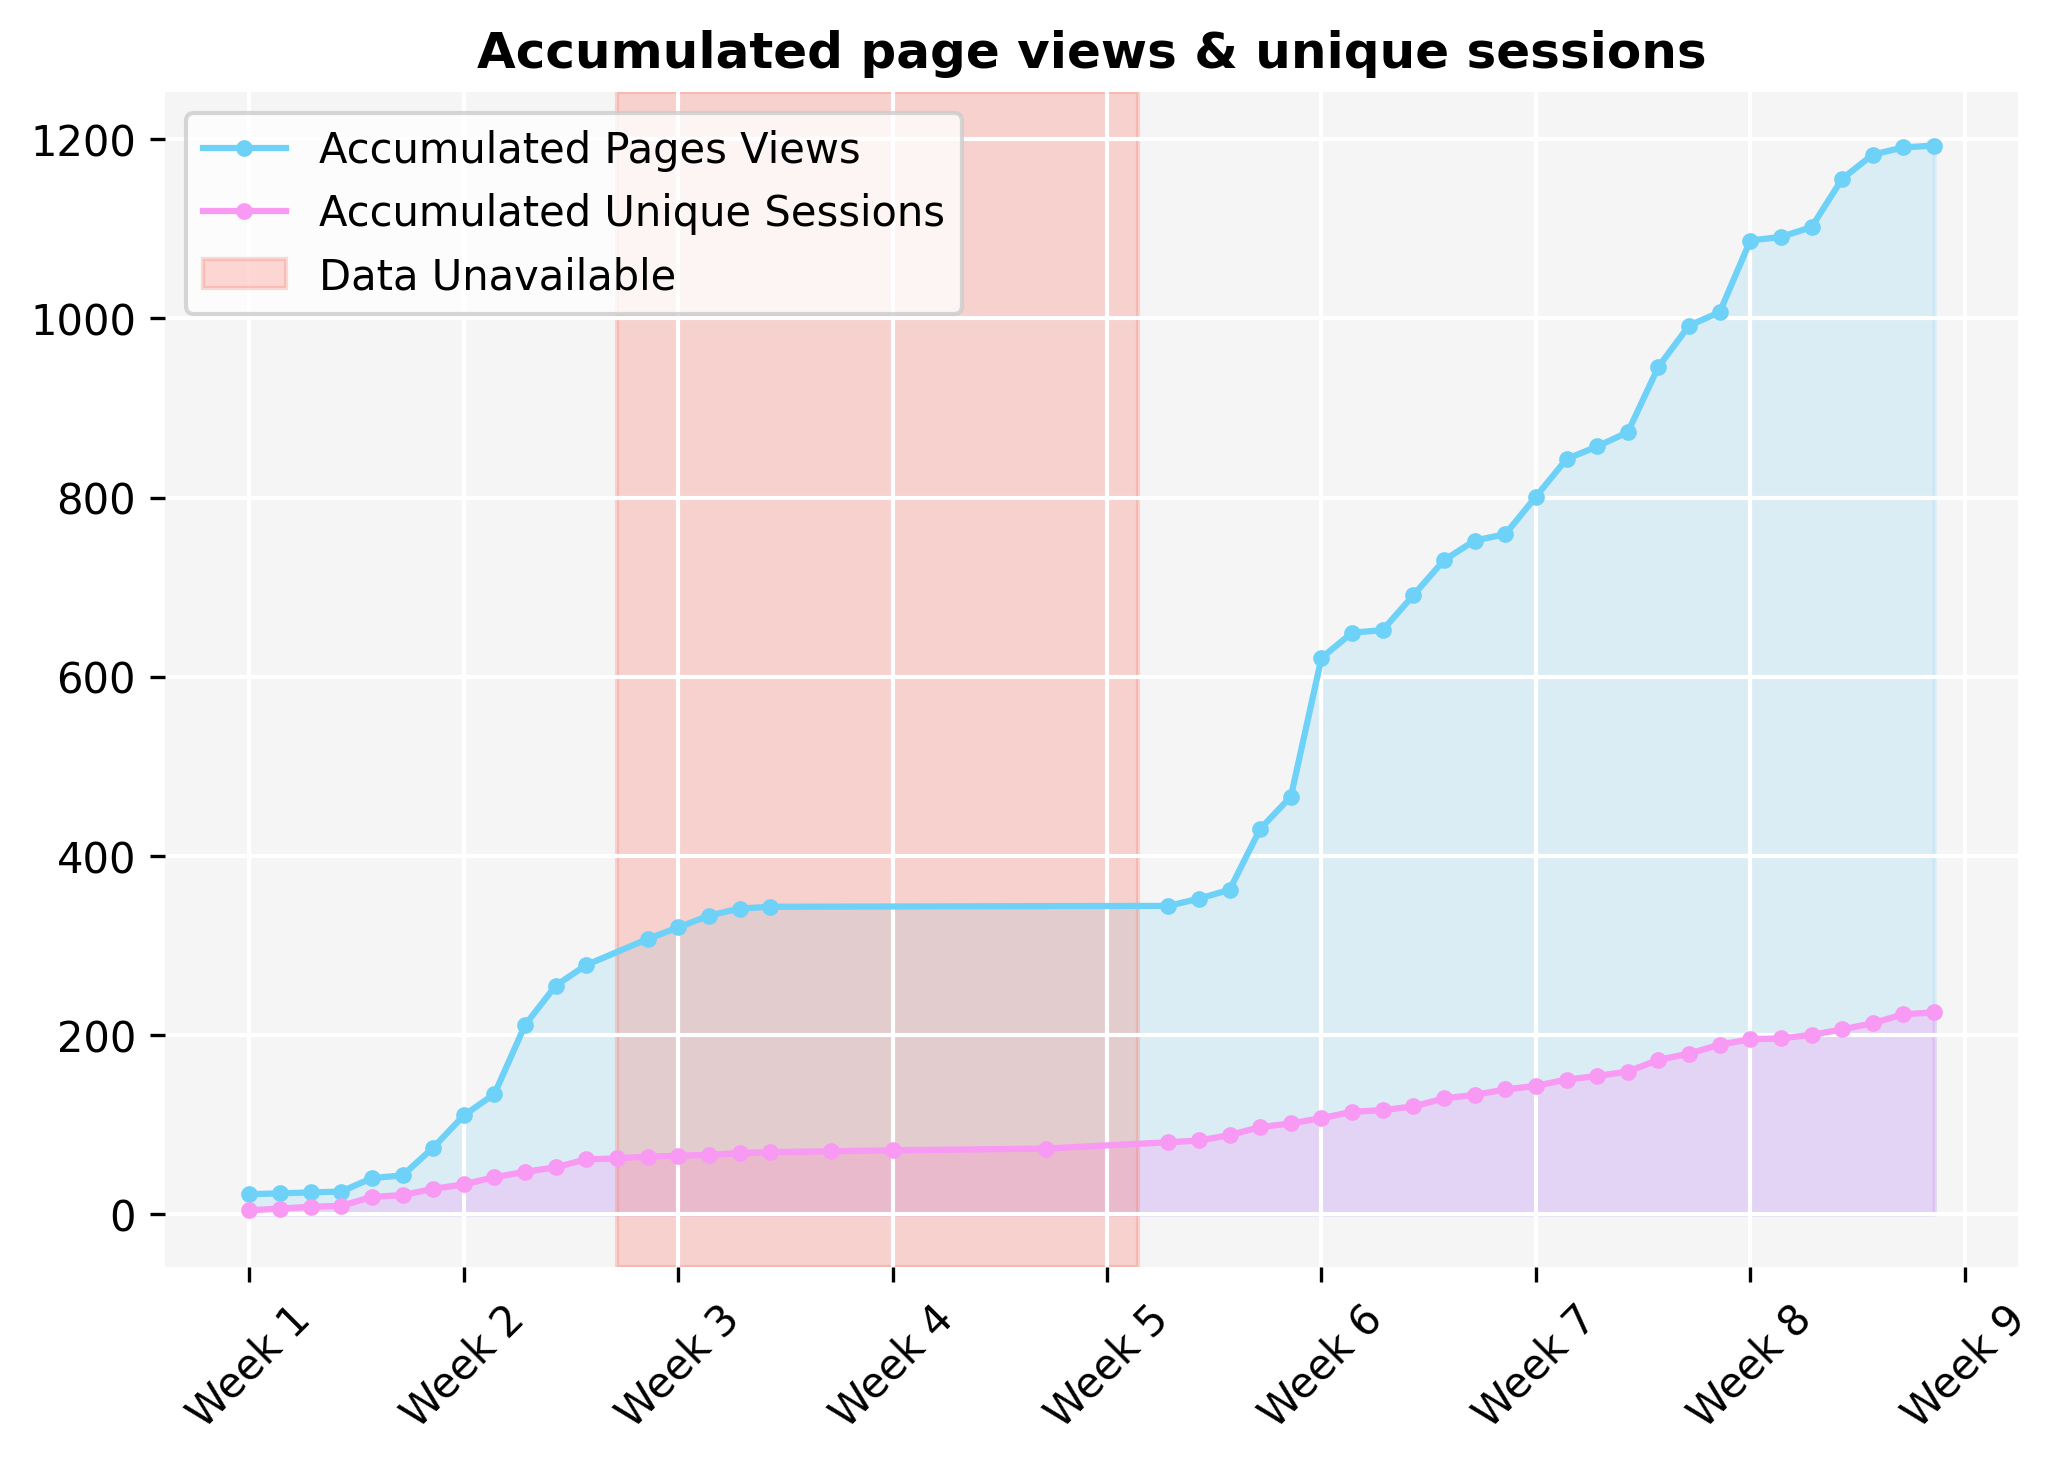 Accumulated page views & unique sessions
Accumulated Pages Views
Accumulated Unique Sessions
Data Unavailable
1200
1000
800
600
400
200
0
Week 1
Week 2
Week 3
Week 4
Week 5
Week 6
Week 7
Week 8
Week 9